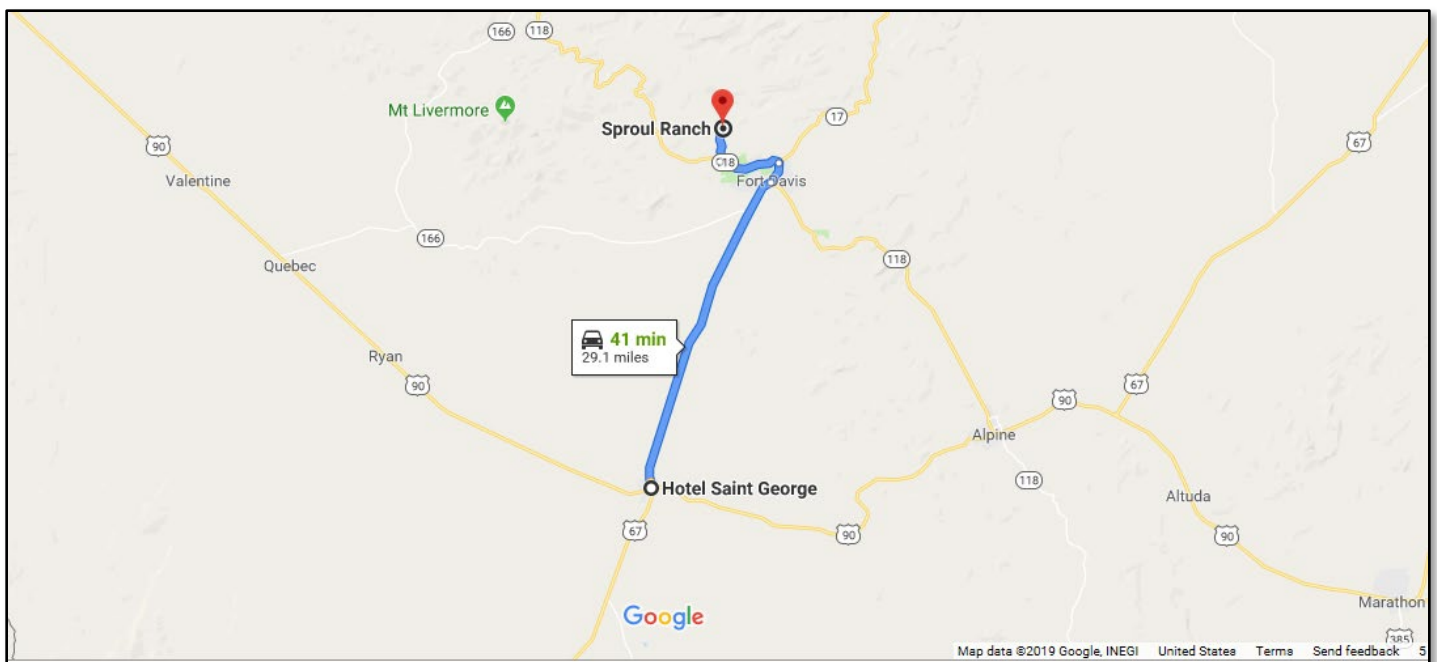 166
118
Mt Livermore
Sproul Ranch
17
90
67
118
Valentine
Fort Davis
166
118
Quebec
41 min
29.1 miles
Ryan
90
67
90
Alpine
Hotel Saint George
118
Altuda
67
90
90
Google
Marathon
385
Map data ©2019 Google, INEGI United States Terms Send feedback 5